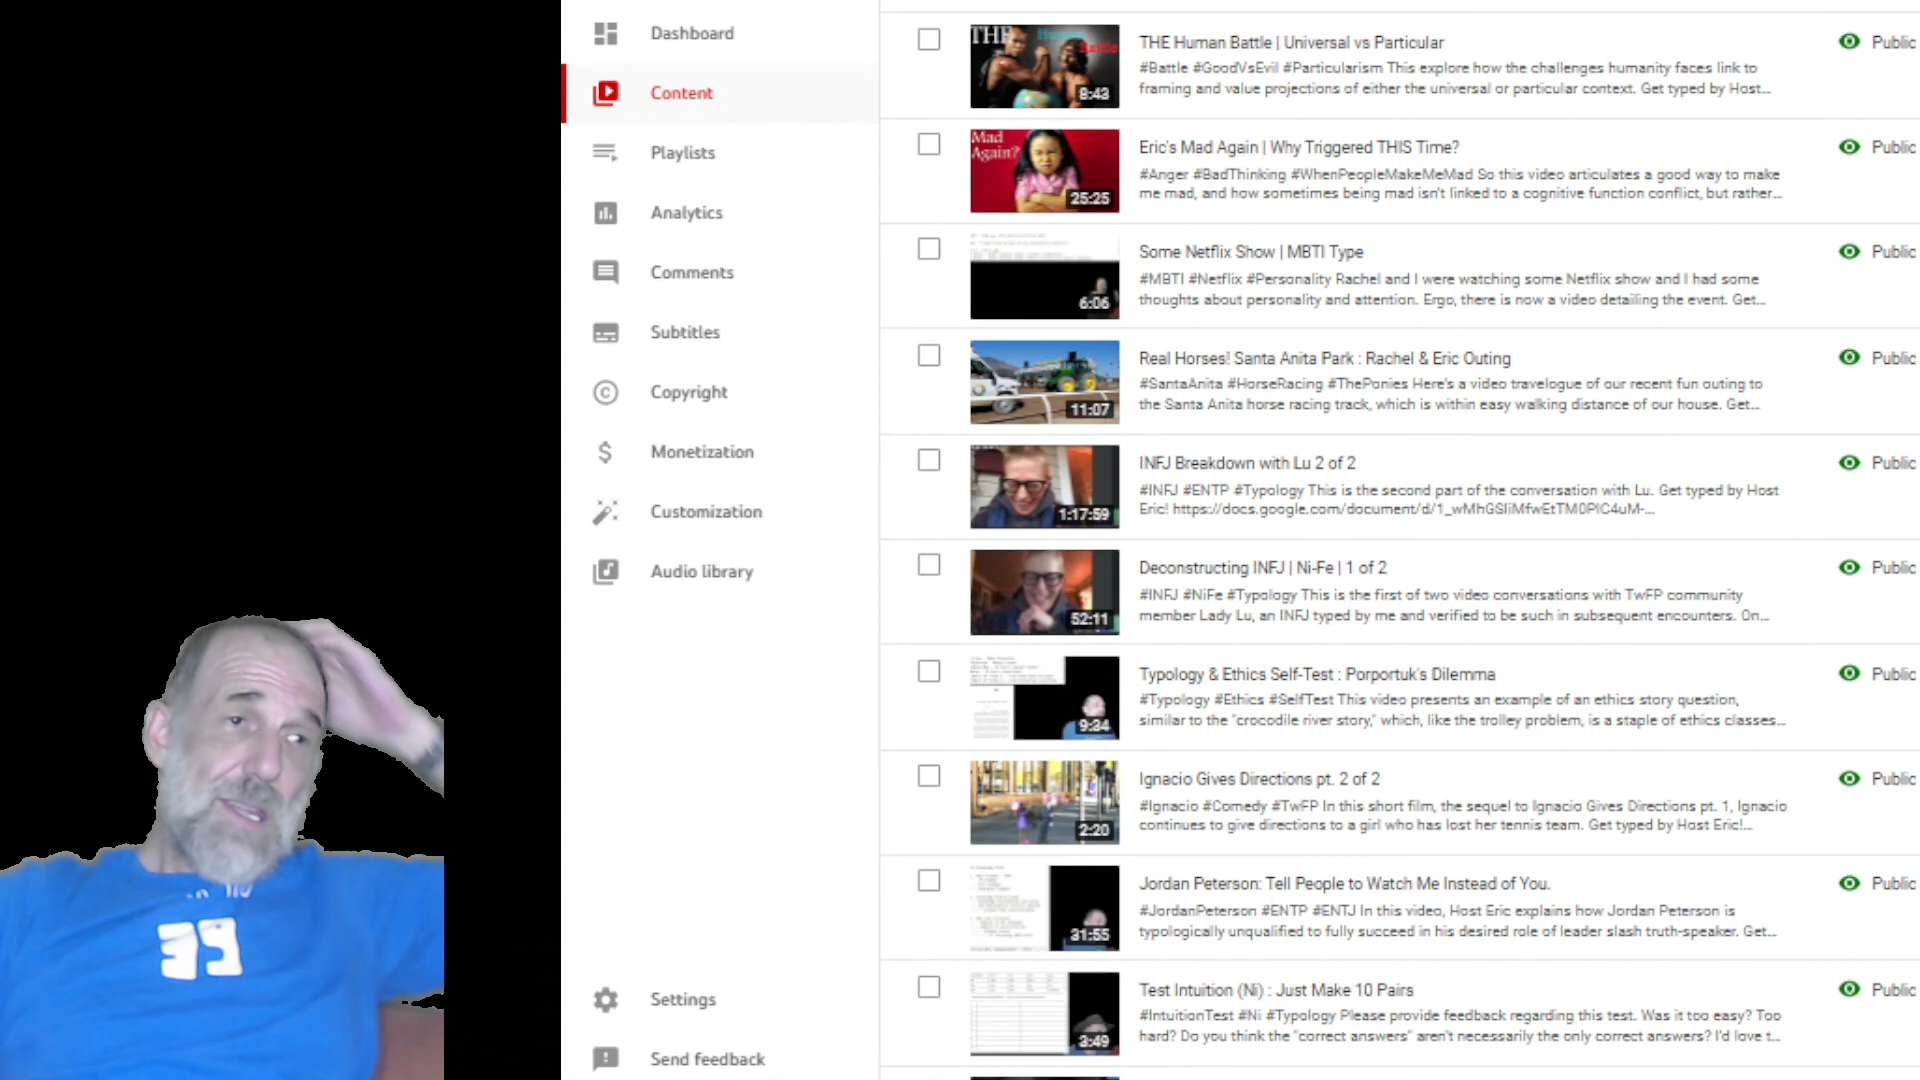 Dashboard
Content
Playlists
Analytics
Comments
Subtitles
Copyright
Monetization
Customization
Audio library
Settings
Send feedback
THE
Human
Battle
8:43
THE Human Battle | Universal vs Particular
#Battle #GoodVsEvil #Particularism This explore how the challenges humanity faces link to
framing and value projections of either the universal or particular context. Get typed by Host...
Public
Mad
Again?
25:25
Eric's Mad Again | Why Triggered THIS Time?
#Anger #BadThinking #WhenPeopleMakeMeMad So this video articulates a good way to make
me mad, and how sometimes being mad isn't linked to a cognitive function conflict, but rather...
Public
6:06
Some Netflix Show | MBTI Type
#MBTI #Netflix #Personality Rachel and I were watching some Netflix show and I had some
thoughts about personality and attention. Ergo, there is now a video detailing the event. Get...
Public
11:07
Real Horses! Santa Anita Park : Rachel & Eric Outing
#SantaAnita #HorseRacing #ThePonies Here's a video travelogue of our recent fun outing to
the Santa Anita horse racing track, which is within easy walking distance of our house. Get...
Public
1:17:59
INFJ Breakdown with Lu 2 of 2
#INFJ #ENTP #Typology This is the second part of the conversation with Lu. Get typed by Host
Eric! https://docs.google.com/document/d/
Public
52:11
Deconstructing INFJ | Ni-Fe | 1 of 2
#INFJ #NiFe #Typology This is the first of two video conversations with TwFP community
member Lady Lu, an INFJ typed by me and verified to be such in subsequent encounters. On...
Public
9:34
Typology & Ethics Self-Test : Porportuk's Dilemma
#Typology #Ethics #SelfTest This video presents an example of an ethics story question,
similar to the "crocodile river story," which, like the trolley problem, is a staple of ethics classes...
Public
2:20
Ignacio Gives Directions pt. 2 of 2
#Ignacio #Comedy #TwFP In this short film, the sequel to Ignacio Gives Directions pt. 1, Ignacio
continues to give directions to a girl who has lost her tennis team. Get typed by Host Eric!...
Public
31:55
Jordan Peterson: Tell People to Watch Me Instead of You.
#JordanPeterson #ENTP #ENTJ In this video, Host Eric explains how Jordan Peterson is
typologically unqualified to fully succeed in his desired role of leader slash truth-speaker. Get...
Public
3:49
Test Intuition (Ni) : Just Make 10 Pairs
#IntuitionTest #Ni #Typology Please provide feedback regarding this test. Was it too easy? Too
hard? Do you think the "correct answers" aren't necessarily the only correct answers? I'd love t...
Public